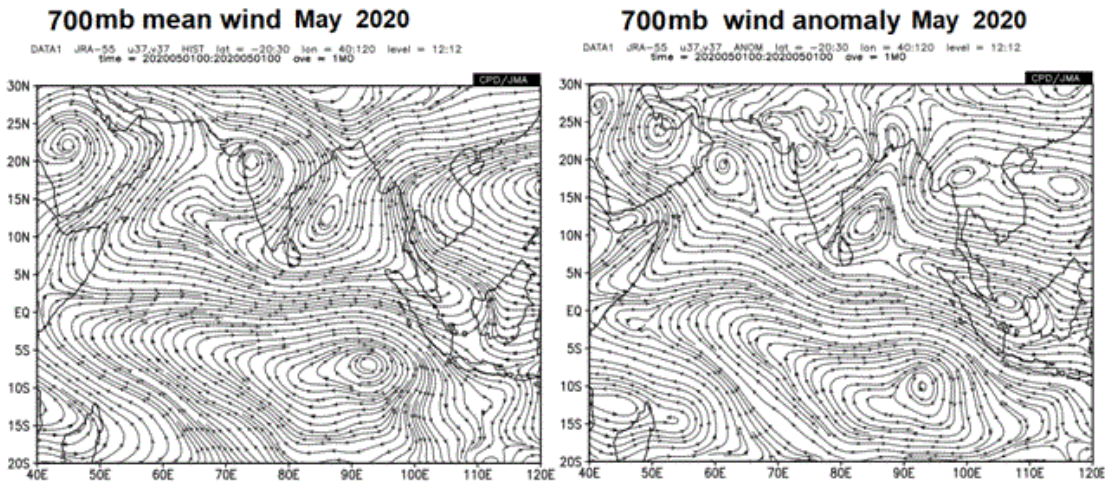 700mb mean wind May 2020
DATA1 JRA-55 u37,v37 HIST lat = -20:30 lon = 40:120 level = 12:12
time = 2020050100:2020050100 ave = 1MO
CPD/JMA
30N
25N
20N
15N
10N
5N
EQ
5S
10S
15S
20S
40E 50E 60E 70E 80E 90E 100E 110E 120E
700mb wind anomaly May 2020
DATA1 JRA-55 u37,v37 ANOM lat = -20:30 lon = 40:120 level = 12:12
time = 2020050100:2020050100 ave = 1MO
CPD/JMA
30N
25N
20N
15N
10N
5N
EQ
5S
10S
15S
20S
40E 50E 60E 70E 80E 90E 100E 110E 120E